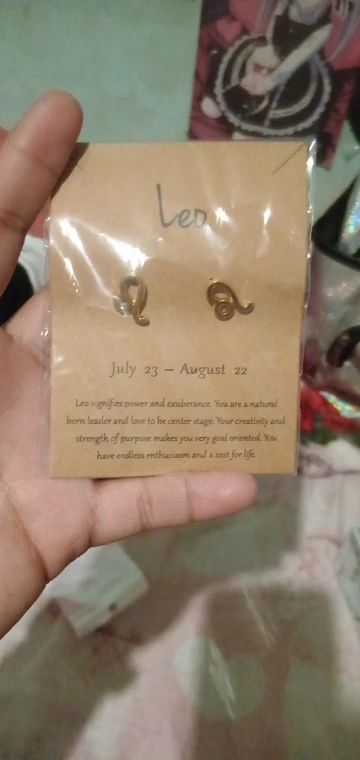 Leo
July 23 – August 22
Leo signifies power and exuberance. You are a natural
born leader and love to be center stage. Your creativity and
strength of purpose makes you very goal oriented. You
have endless enthusiasm and a zest for life.